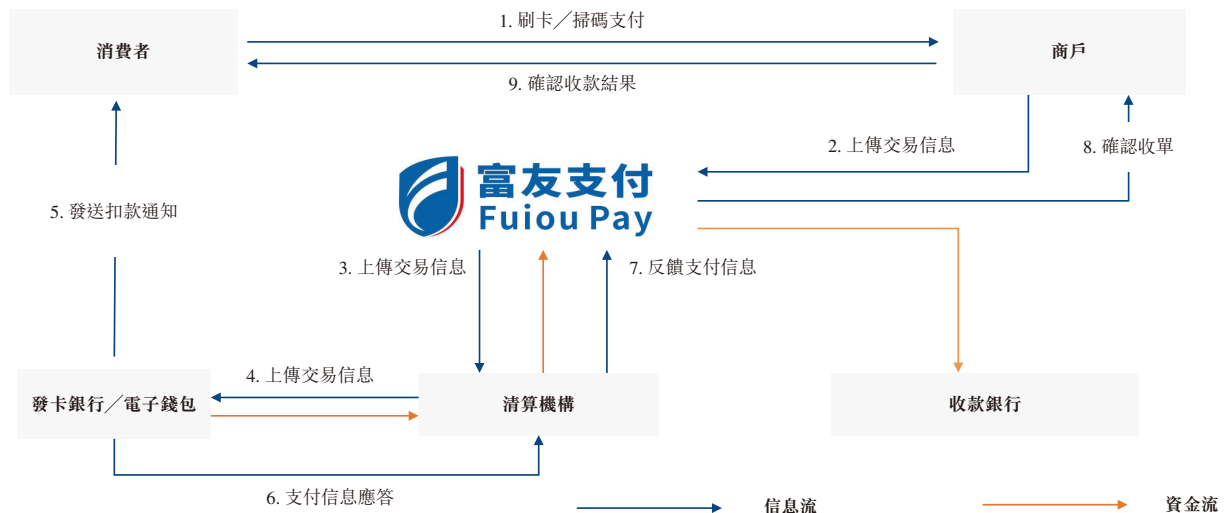 1. 刷卡／掃碼支付
消費者
商戶
9. 確認收款結果
2. 上傳交易信息
8. 確認收單
富友支付
Fuiou Pay
5. 發送扣款通知
3. 上傳交易信息
7. 反饋支付信息
4. 上傳交易信息
發卡銀行／電子錢包
清算機構
收款銀行
6. 支付信息應答
信息流
資金流